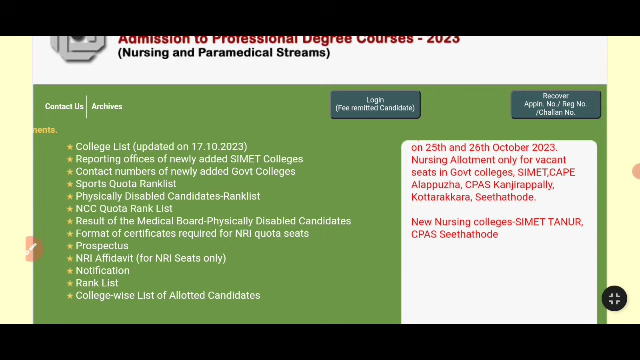 Admission to Professional Degree Courses - 2023
(Nursing and Paramedical Streams)
Contact Us
Archives
Login
(Fee remitted Candidate)
Recover
Appln. No./ Reg No.
/Challan No.
ments.
College List (updated on 17.10.2023)
Reporting offices of newly added SIMET Colleges
Contact numbers of newly added Govt Colleges
Sports Quota Ranklist
Physically Disabled Candidates-Ranklist
NCC Quota Rank List
Result of the Medical Board-Physically Disabled Candidates
Format of certificates required for NRI quota seats
Prospectus
NRI Affidavit (for NRI Seats only)
Notification
Rank List
College-wise List of Allotted Candidates
on 25th and 26th October 2023.
Nursing Allotment only for vacant
seats in Govt colleges, SIMET,CAPE
Alappuzha, CPAS Kanjirappally,
Kottarakkara, Seethathode.
New Nursing colleges-SIMET TANUR,
CPAS Seethathode